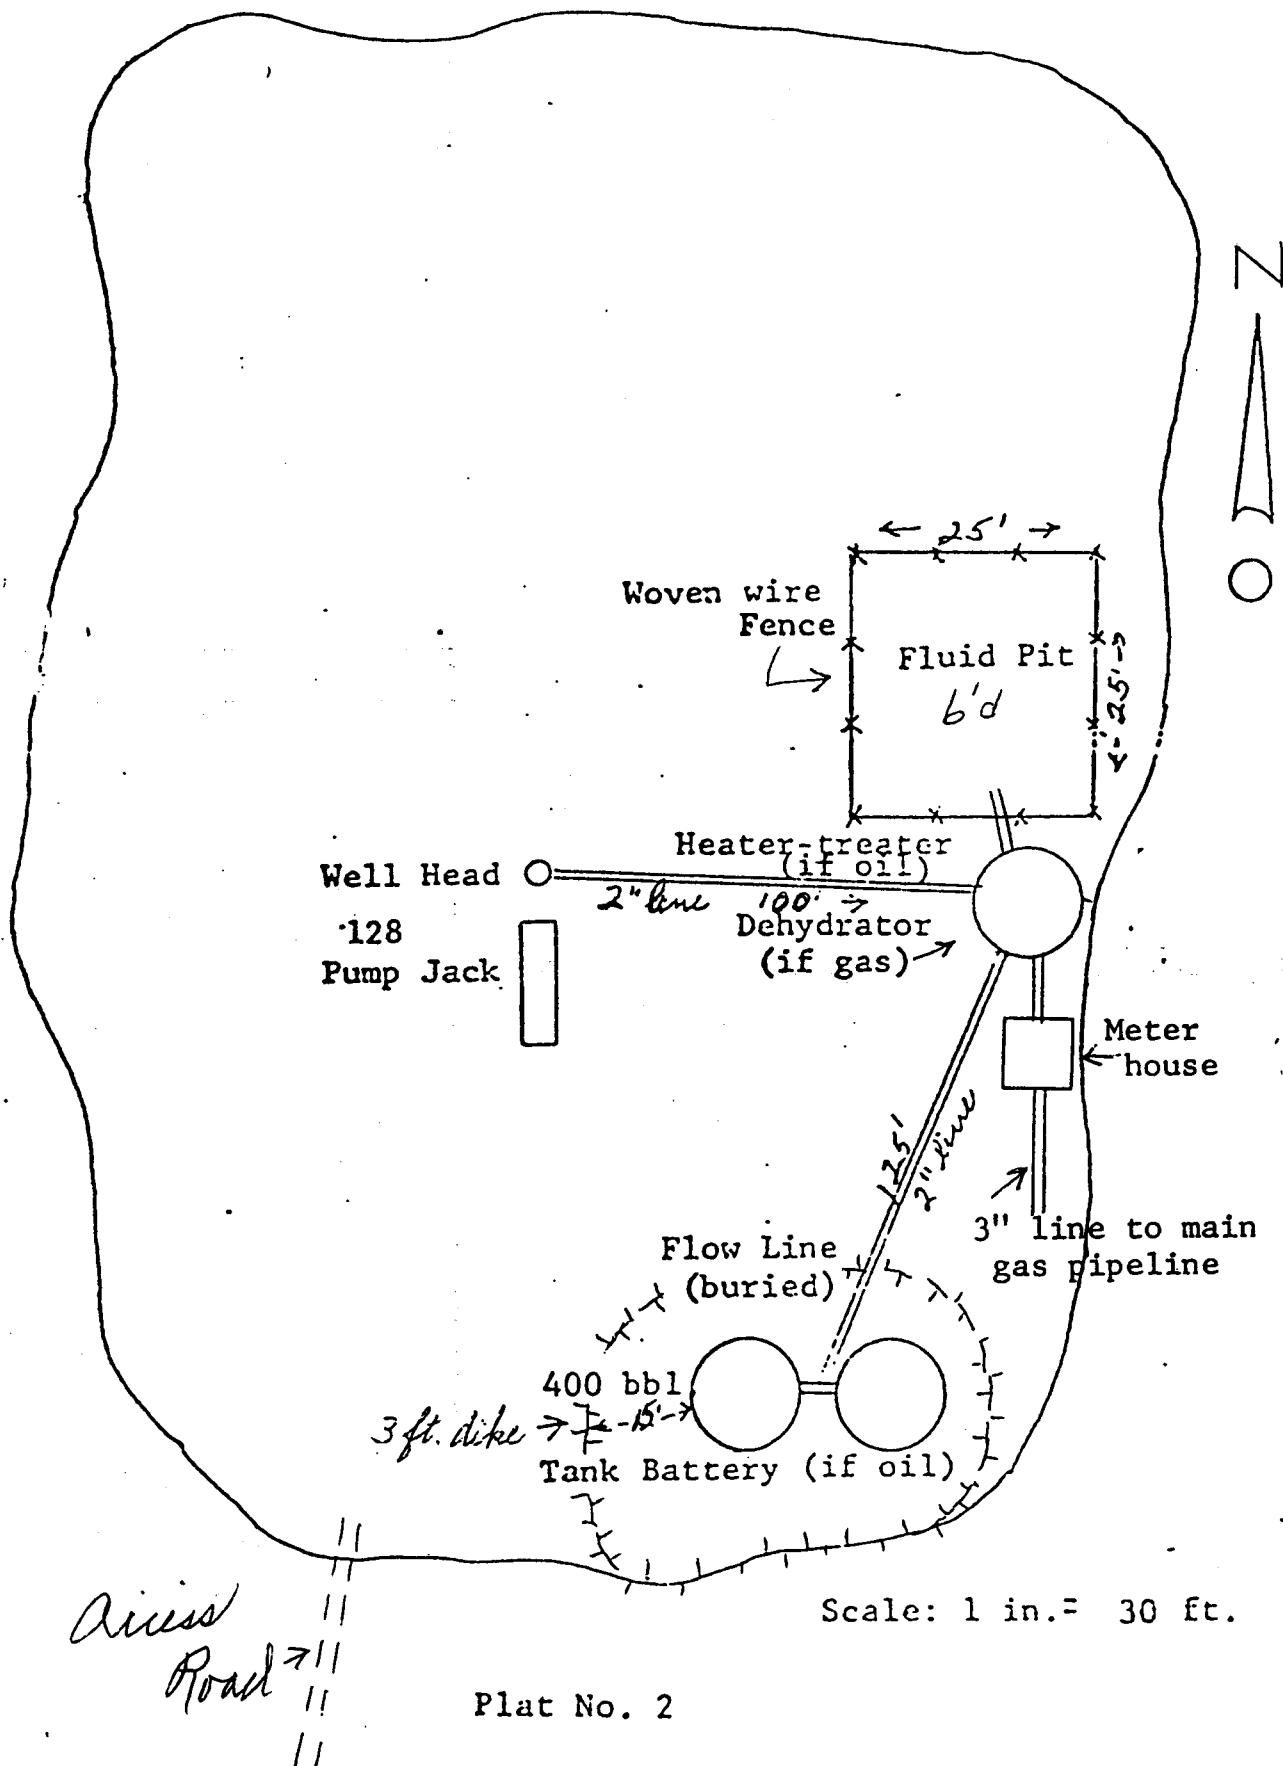 N
← 25' →
Woven wire
Fence
Fluid Pit
6'd
← 25' →
Heater-treater
(if oil)
Well Head
2" line 100' →
Dehydrator
(if gas)
128
Pump Jack
Meter
house
125'
2" line
3" line to main
gas pipeline
Flow Line
(buried)
400 bbl
3 ft. dike → ← 15' →
Tank Battery (if oil)
Access
Road →
Scale: 1 in. = 30 ft.
Plat No. 2